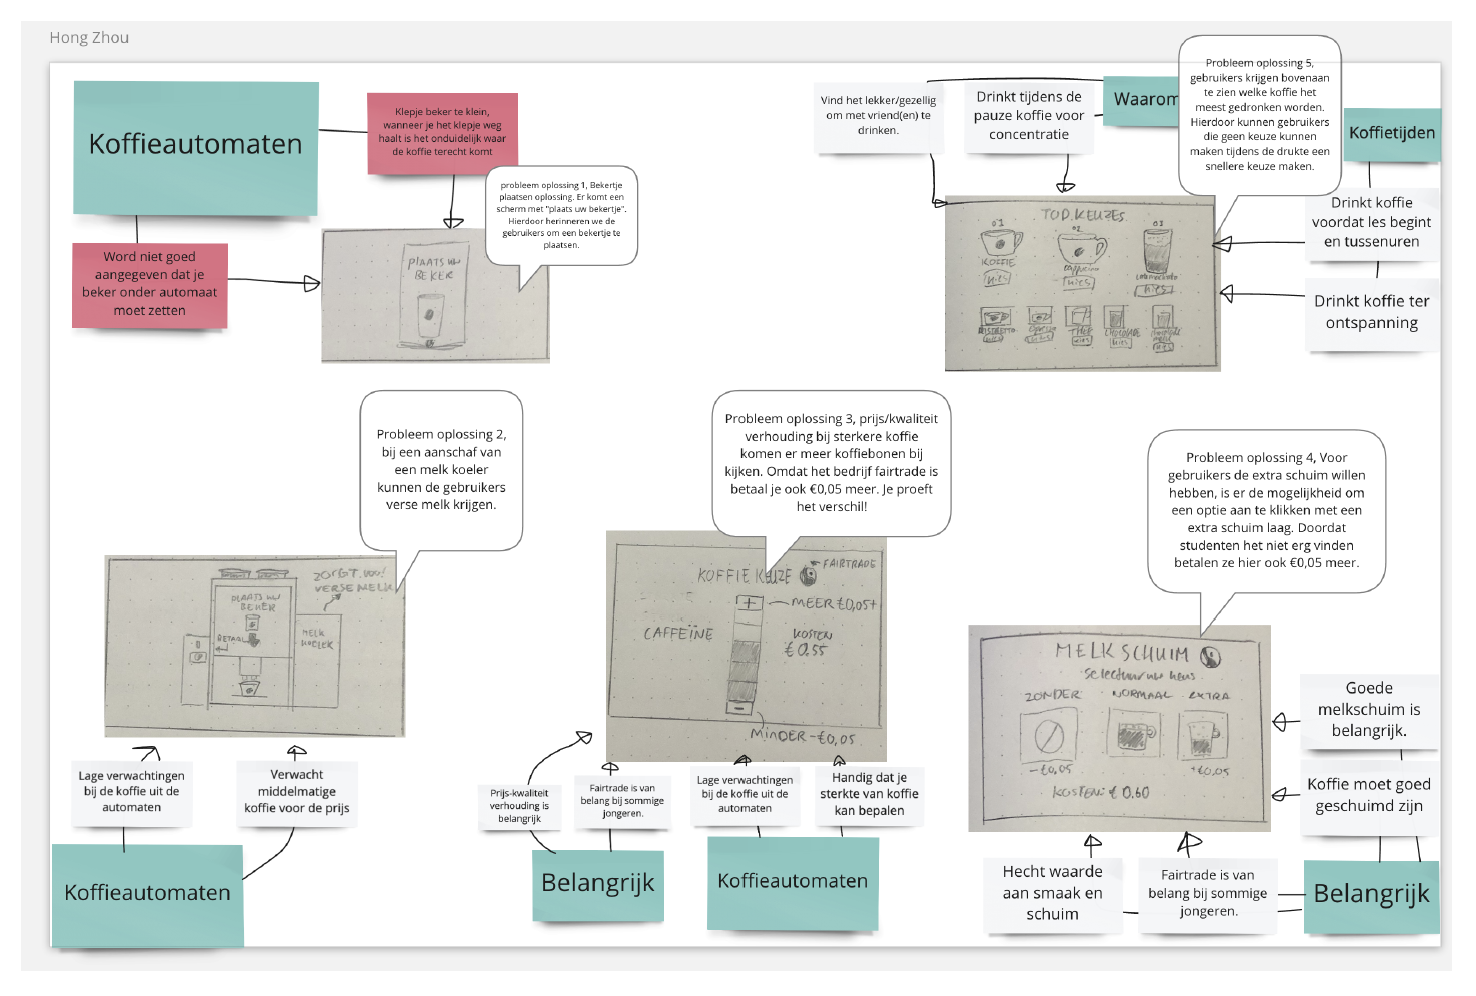 Hong Zhou
Koffieautomaten
Klepje beker te klein,
wanneer je het klepje weg
haalt is het onduidelijk waar
de koffie terecht komt
probleem oplossing 1, Bekertje
plaatsen oplossing. Er komt een
scherm met "plaats uw bekertje".
Hierdoor herinneren we de
gebruikers om een bekertje te
plaatsen.
Word niet goed
aangegeven dat je
beker onder automaat
moet zetten
PLAATS UW
BEKER
Vind het lekker/gezellig
om met vriend(en) te
drinken.
Drinkt tijdens de
pauze koffie voor
concentratie
Waarom
Probleem oplossing 5,
gebruikers krijgen bovenaan
te zien welke koffie het
meest gedronken worden.
Hierdoor kunnen gebruikers
die geen keuze kunnen
maken tijdens de drukte een
snellere keuze maken.
Koffietijden
Drinkt koffie
voordat les begint
en tussenuren
Drinkt koffie ter
ontspanning
TOP KEUZES
01
02
03
KOFFIE
cappuccino
kies
kies
kies
kies
kies
kies
kies
kies
Probleem oplossing 2,
bij een aanschaf van
een melk koeler
kunnen de gebruikers
verse melk krijgen.
ZORGT VOOR
VERSE MELK
PLAATS UW
BEKER
BETAAL
MELK
KOELER
Lage verwachtingen
bij de koffie uit de
automaten
Verwacht
middelmatige
koffie voor de prijs
Koffieautomaten
Probleem oplossing 3, prijs/kwaliteit
verhouding bij sterkere koffie
komen er meer koffiebonen bij
kijken. Omdat het bedrijf fairtrade is
betaal je ook €0,05 meer. Je proeft
het verschil!
KOFFIE KEUZE
FAIRTRADE
+
MEER €0,05+
CAFFEÏNE
KOSTEN
€ 0.55
MINDER -€0,05
Prijs-kwaliteit
verhouding is
belangrijk
Fairtrade is van
belang bij sommige
jongeren.
Lage verwachtingen
bij de koffie uit de
automaten
Handig dat je
sterkte van koffie
kan bepalen
Belangrijk
Koffieautomaten
Probleem oplossing 4, Voor
gebruikers de extra schuim willen
hebben, is er de mogelijkheid om
een optie aan te klikken met een
extra schuim laag. Doordat
studenten het niet erg vinden
betalen ze hier ook €0,05 meer.
MELK SCHUIM
selecteer uw keus
ZONDER
NORMAAL
EXTRA
-€0,05
+€0,05
KOSTEN: € 0.60
Goede
melkschuim is
belangrijk.
Koffie moet goed
geschuimd zijn
Hecht waarde
aan smaak en
schuim
Fairtrade is van
belang bij sommige
jongeren.
Belangrijk